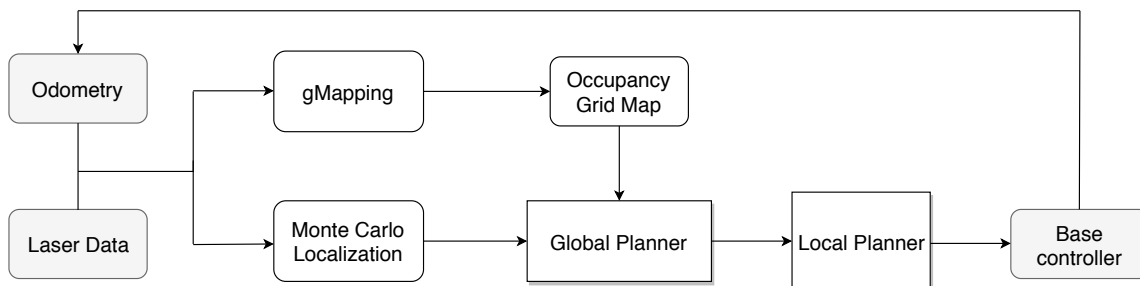 Odometry
gMapping
Occupancy
Grid Map
Laser Data
Monte Carlo
Localization
Global Planner
Local Planner
Base
controller